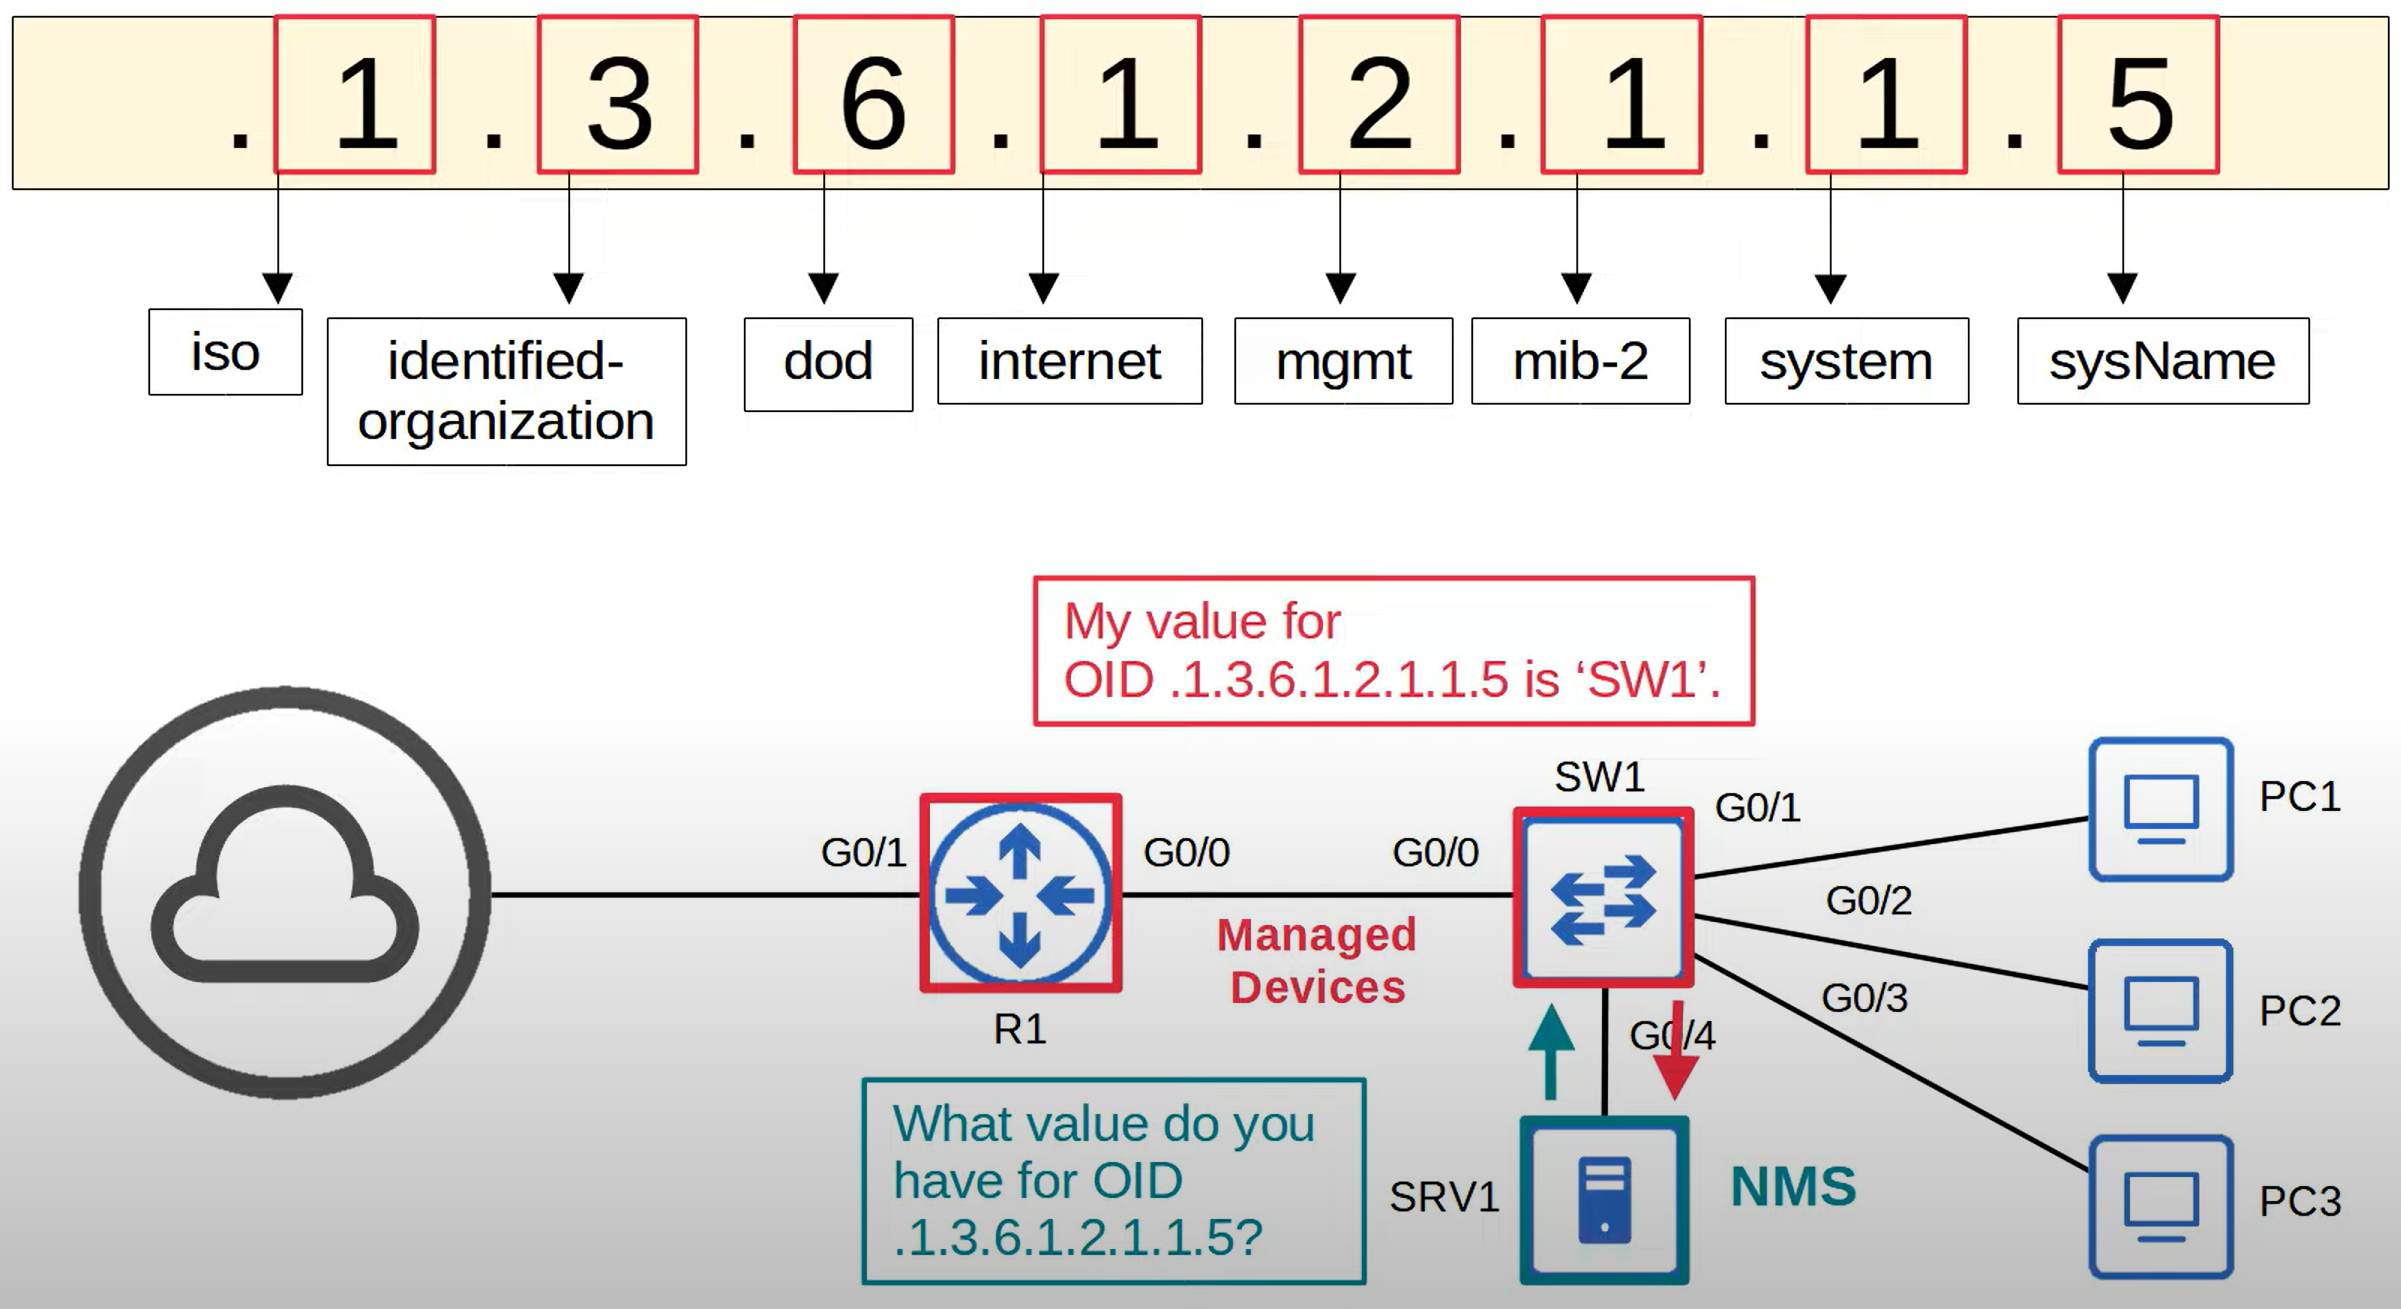 . 1 . 3 . 6 . 1 . 2 . 1 . 1 . 5
iso
identified-
organization
dod
internet
mgmt
mib-2
system
sysName
My value for
OID .1.3.6.1.2.1.1.5 is ‘SW1’.
SW1
G0/1
PC1
G0/1
G0/0
G0/0
G0/2
Managed
Devices
G0/3
PC2
R1
G0/4
What value do you
have for OID
.1.3.6.1.2.1.1.5?
SRV1
NMS
PC3